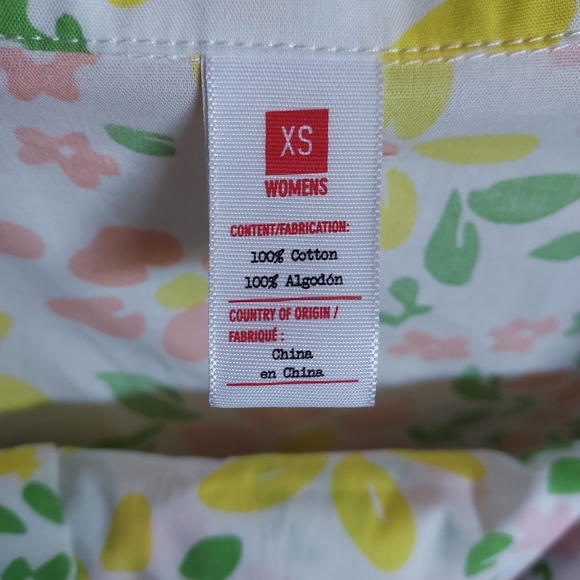 XS
WOMENS
CONTENT/FABRICATION:
100% Cotton
100% Algodón
COUNTRY OF ORIGIN /
FABRIQUÉ :
China
en China